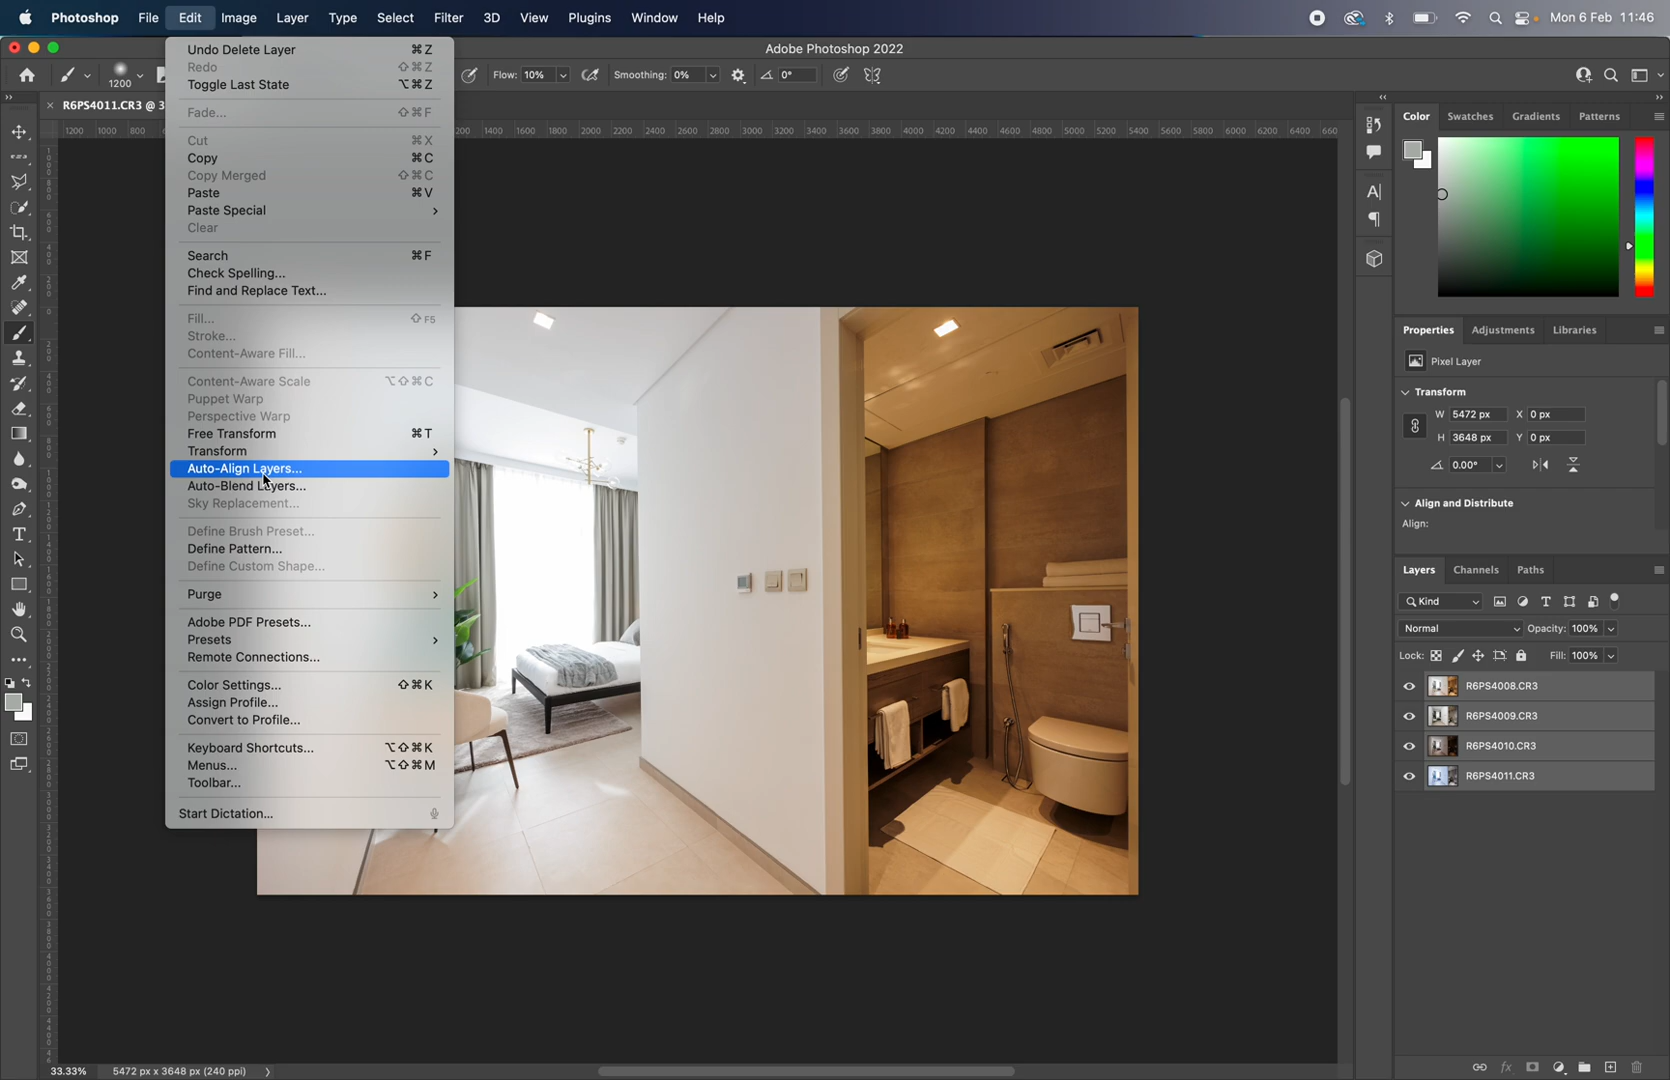 Photoshop File Edit Image Layer Type Select Filter 3D View Plugins Window Help Mon 6 Feb 11:46
Adobe Photoshop 2022
1200 Flow: 10% Smoothing: 0% 0°
R6PS4011.CR3 @ 3
Undo Delete Layer ⌘Z
Redo ⇧⌘Z
Toggle Last State ⌥⌘Z
Fade... ⇧⌘F
Cut ⌘X
Copy ⌘C
Copy Merged ⇧⌘C
Paste ⌘V
Paste Special
Clear
Search ⌘F
Check Spelling...
Find and Replace Text...
Fill... ⇧F5
Stroke...
Content-Aware Fill...
Content-Aware Scale ⌥⇧⌘C
Puppet Warp
Perspective Warp
Free Transform ⌘T
Transform
Auto-Align Layers...
Auto-Blend Layers...
Sky Replacement...
Define Brush Preset...
Define Pattern...
Define Custom Shape...
Purge
Adobe PDF Presets...
Presets
Remote Connections...
Color Settings... ⇧⌘K
Assign Profile...
Convert to Profile...
Keyboard Shortcuts... ⌥⇧⌘K
Menus... ⌥⇧⌘M
Toolbar...
Start Dictation...
1200 1000 800 200 1400 1600 1800 2000 2200 2400 2600 2800 3000 3200 3400 3600 3800 4000 4200 4400 4600 4800 5000 5200 5400 5600 5800 6000 6200 6400 660
Color Swatches Gradients Patterns
Properties Adjustments Libraries
Pixel Layer
Transform
W 5472 px X 0 px
H 3648 px Y 0 px
0.00°
Align and Distribute
Align:
Layers Channels Paths
Kind
Normal Opacity: 100%
Lock: Fill: 100%
R6PS4008.CR3
R6PS4009.CR3
R6PS4010.CR3
R6PS4011.CR3
33.33% 5472 px x 3648 px (240 ppi)